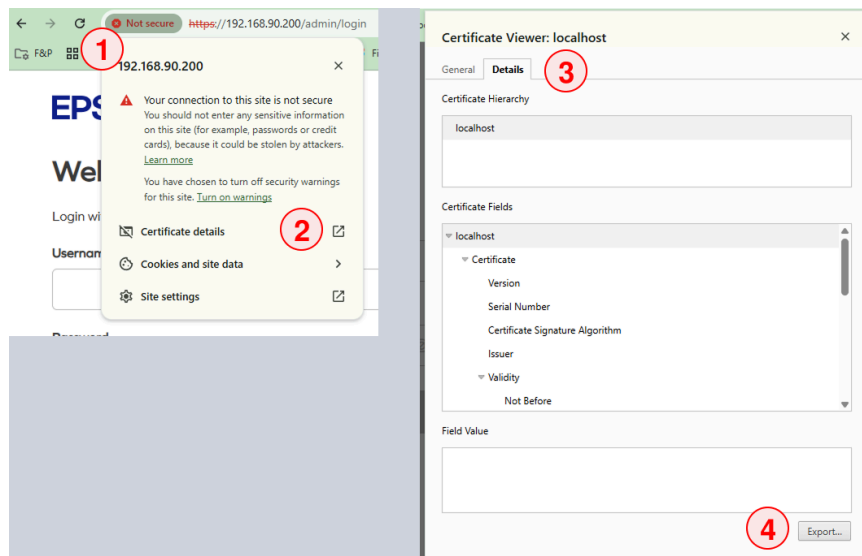 Not secure https://192.168.90.200/admin/login
F&P
1
192.168.90.200
EPS
Your connection to this site is not secure
You should not enter any sensitive information
on this site (for example, passwords or credit
cards), because it could be stolen by attackers.
Learn more
You have chosen to turn off security warnings
for this site. Turn on warnings
Wel
Login wi
Certificate details
2
Usernam
Cookies and site data
Site settings
Password
Fi
Certificate Viewer: localhost
General
Details
3
Certificate Hierarchy
localhost
Certificate Fields
localhost
Certificate
Version
Serial Number
Certificate Signature Algorithm
Issuer
Validity
Not Before
Field Value
4
Export...